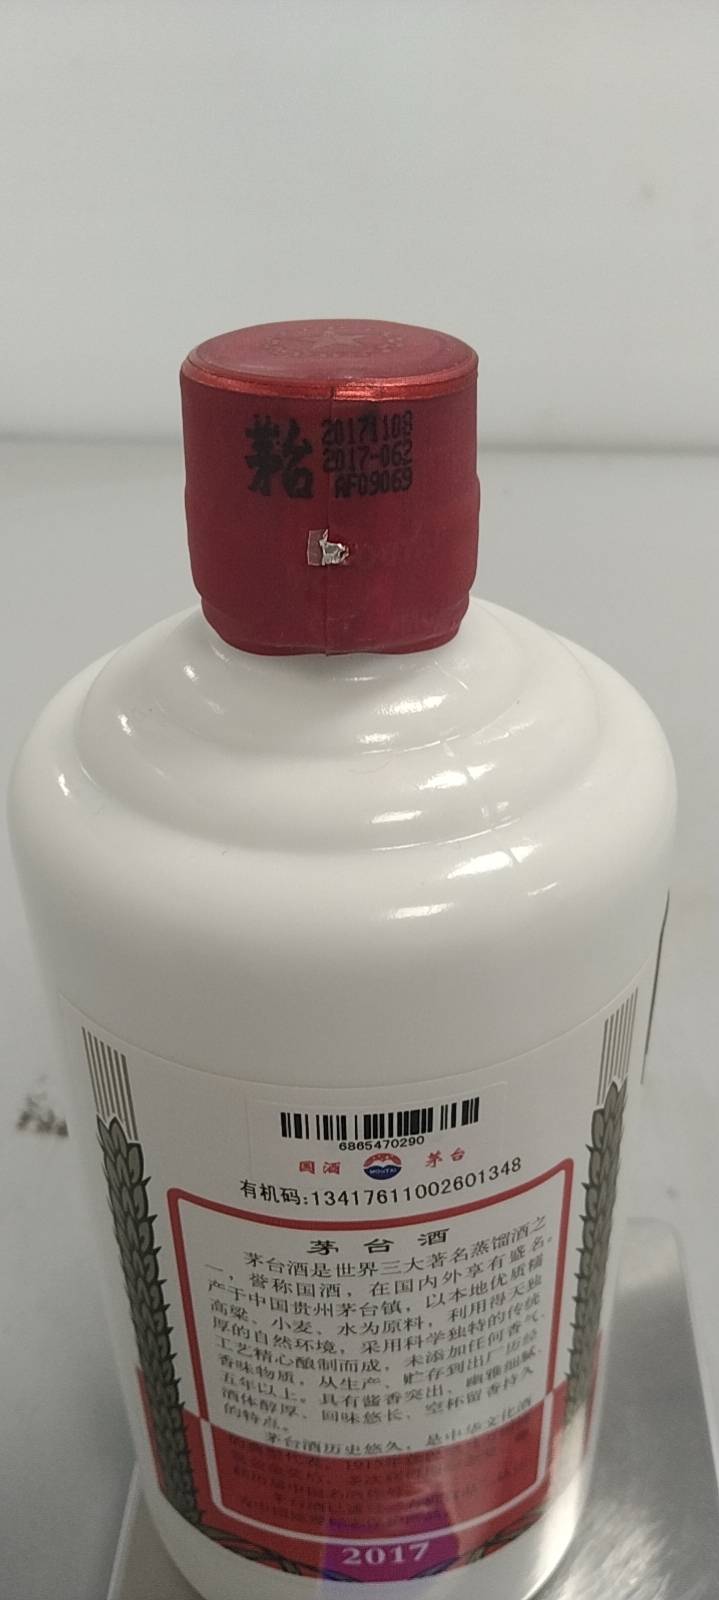 茅台
20171108
2017-062
AF09069
6865470290
国酒 MOUTAI 茅台
有机码:13417611002601348
茅台酒
茅台酒是世界三大著名蒸馏酒之
一，誉称国酒，在国内外享有盛名。
产于中国贵州茅台镇，以本地优质糯
高粱、小麦、水为原料，利用得天独
厚的自然环境，采用科学独特的传统
工艺精心酿制而成，未添加任何香气、
香味物质，从生产、贮存到出厂历经
五年以上。具有酱香突出、幽雅细腻、
酒体醇厚、回味悠长、空杯留香持久
的特点。
茅台酒历史悠久，是中华文化酒
2017